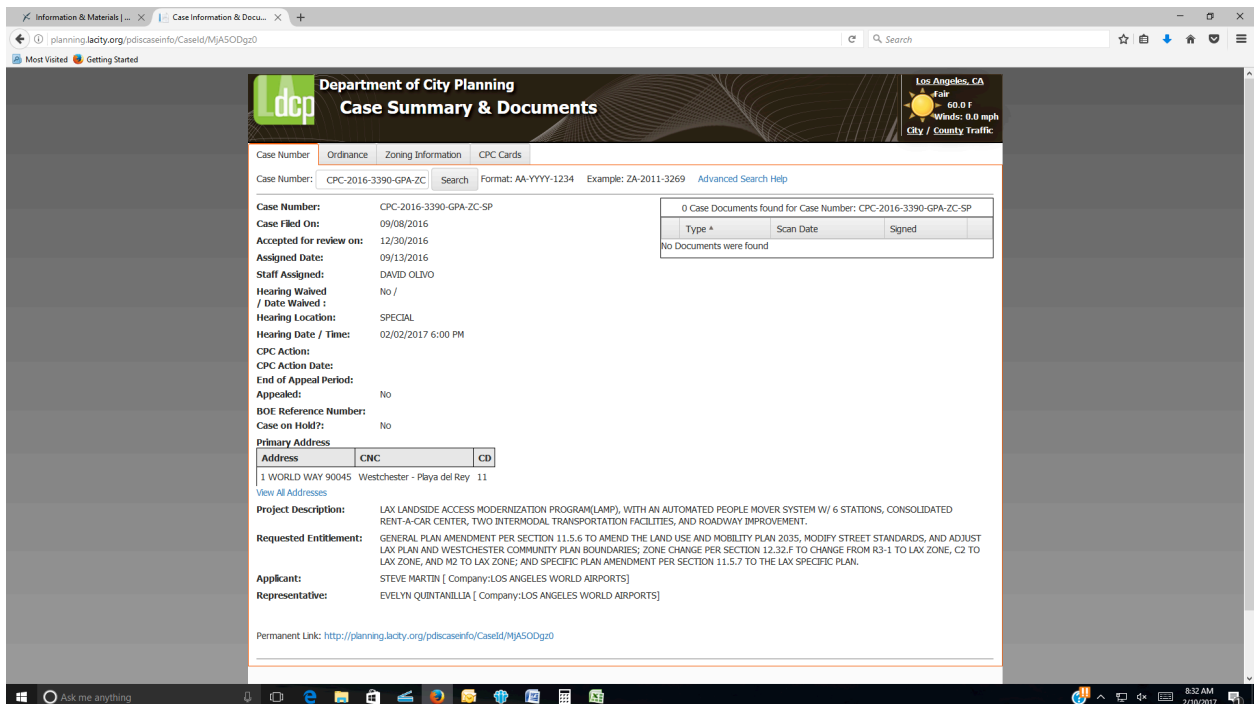 Information & Materials | ...
Case Information & Docu...
planning.lacity.org/pdiscaseinfo/CaseId/MjA5ODgz0
Search
Most Visited
Getting Started
Ldcp
Department of City Planning
Case Summary & Documents
Los Angeles, CA
Fair
60.0 F
Winds: 0.0 mph
City / County Traffic
Case Number Ordinance Zoning Information CPC Cards
Case Number: CPC-2016-3390-GPA-ZC Search Format: AA-YYYY-1234 Example: ZA-2011-3269 Advanced Search Help
Case Number: CPC-2016-3390-GPA-ZC-SP
Case Filed On: 09/08/2016
Accepted for review on: 12/30/2016
Assigned Date: 09/13/2016
Staff Assigned: DAVID OLIVO
Hearing Waived No /
/ Date Waived :
Hearing Location: SPECIAL
Hearing Date / Time: 02/02/2017 6:00 PM
CPC Action:
CPC Action Date:
End of Appeal Period:
Appealed: No
BOE Reference Number:
Case on Hold?: No
Primary Address
Address CNC CD
1 WORLD WAY 90045 Westchester - Playa del Rey 11
View All Addresses
0 Case Documents found for Case Number: CPC-2016-3390-GPA-ZC-SP
Type Scan Date Signed
No Documents were found
Project Description: LAX LANDSIDE ACCESS MODERNIZATION PROGRAM(LAMP), WITH AN AUTOMATED PEOPLE MOVER SYSTEM W/ 6 STATIONS, CONSOLIDATED
RENT-A-CAR CENTER, TWO INTERMODAL TRANSPORTATION FACILITIES, AND ROADWAY IMPROVEMENT.
Requested Entitlement: GENERAL PLAN AMENDMENT PER SECTION 11.5.6 TO AMEND THE LAND USE AND MOBILITY PLAN 2035, MODIFY STREET STANDARDS, AND ADJUST
LAX PLAN AND WESTCHESTER COMMUNITY PLAN BOUNDARIES; ZONE CHANGE PER SECTION 12.32.F TO CHANGE FROM R3-1 TO LAX ZONE, C2 TO
LAX ZONE, AND M2 TO LAX ZONE; AND SPECIFIC PLAN AMENDMENT PER SECTION 11.5.7 TO THE LAX SPECIFIC PLAN.
Applicant: STEVE MARTIN [ Company:LOS ANGELES WORLD AIRPORTS]
Representative: EVELYN QUINTANILLIA [ Company:LOS ANGELES WORLD AIRPORTS]
Permanent Link: http://planning.lacity.org/pdiscaseinfo/CaseId/MjA5ODgz0
Ask me anything
8:32 AM
2/10/2017